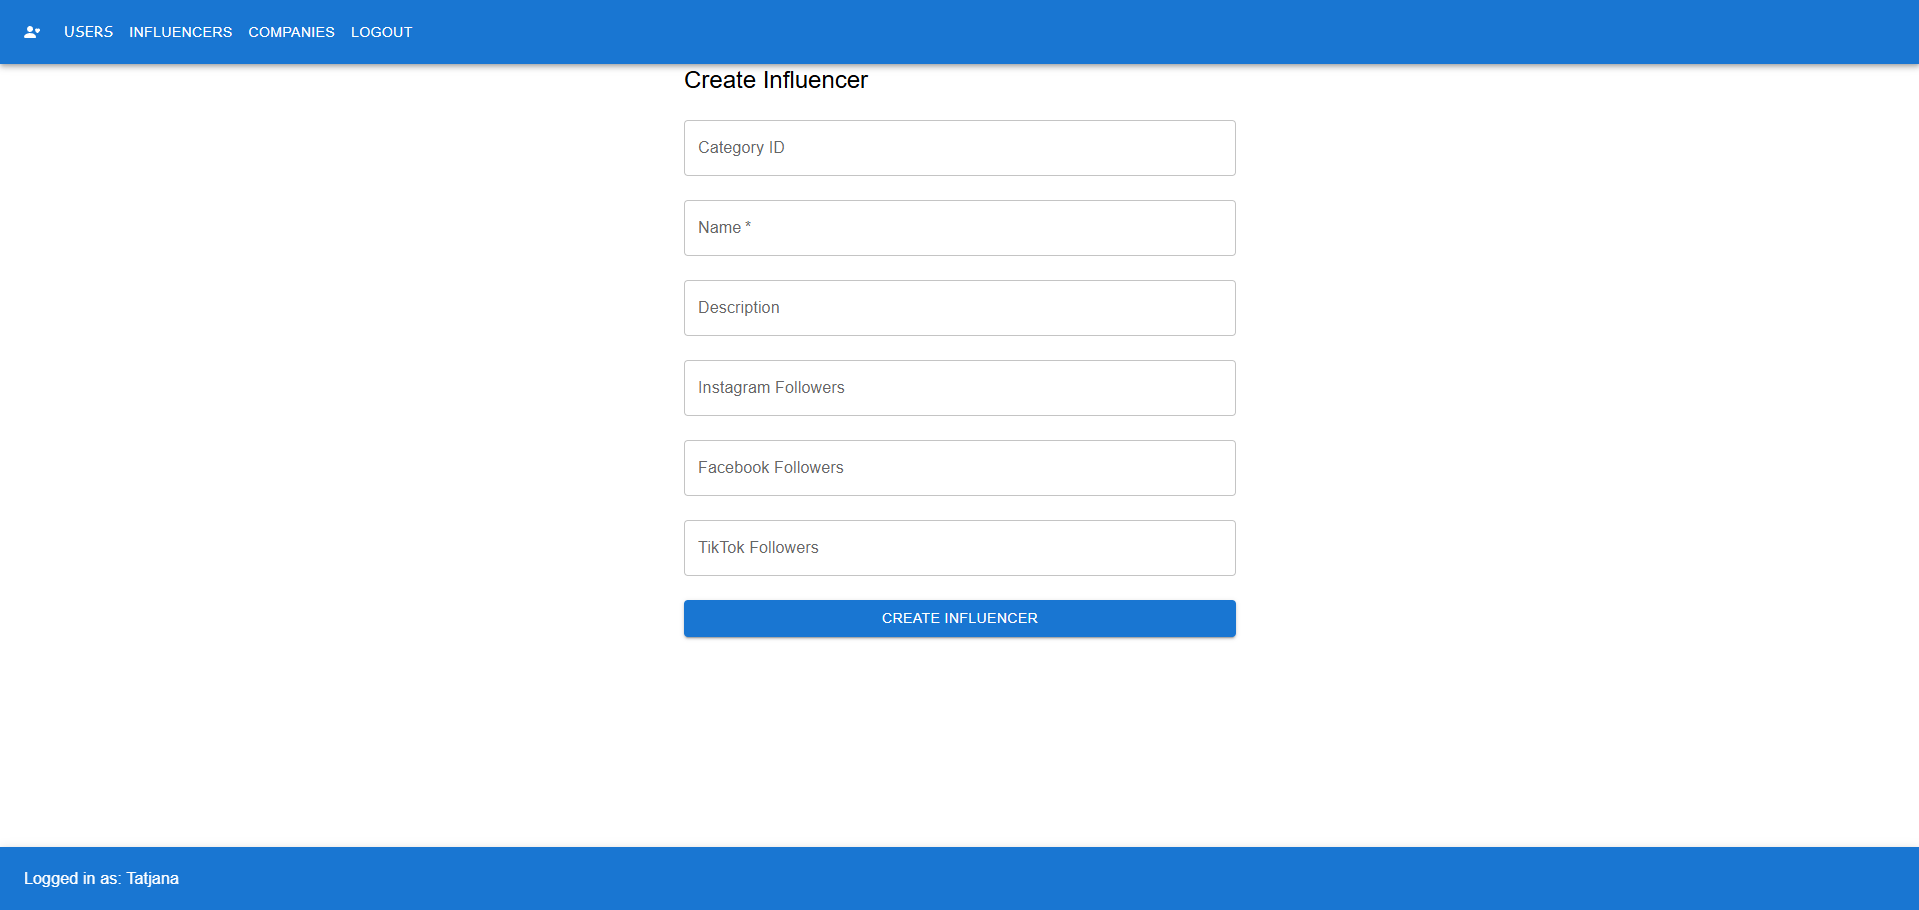 USERS INFLUENCERS COMPANIES LOGOUT
Create Influencer
Category ID
Name *
Description
Instagram Followers
Facebook Followers
TikTok Followers
CREATE INFLUENCER
Logged in as: Tatjana